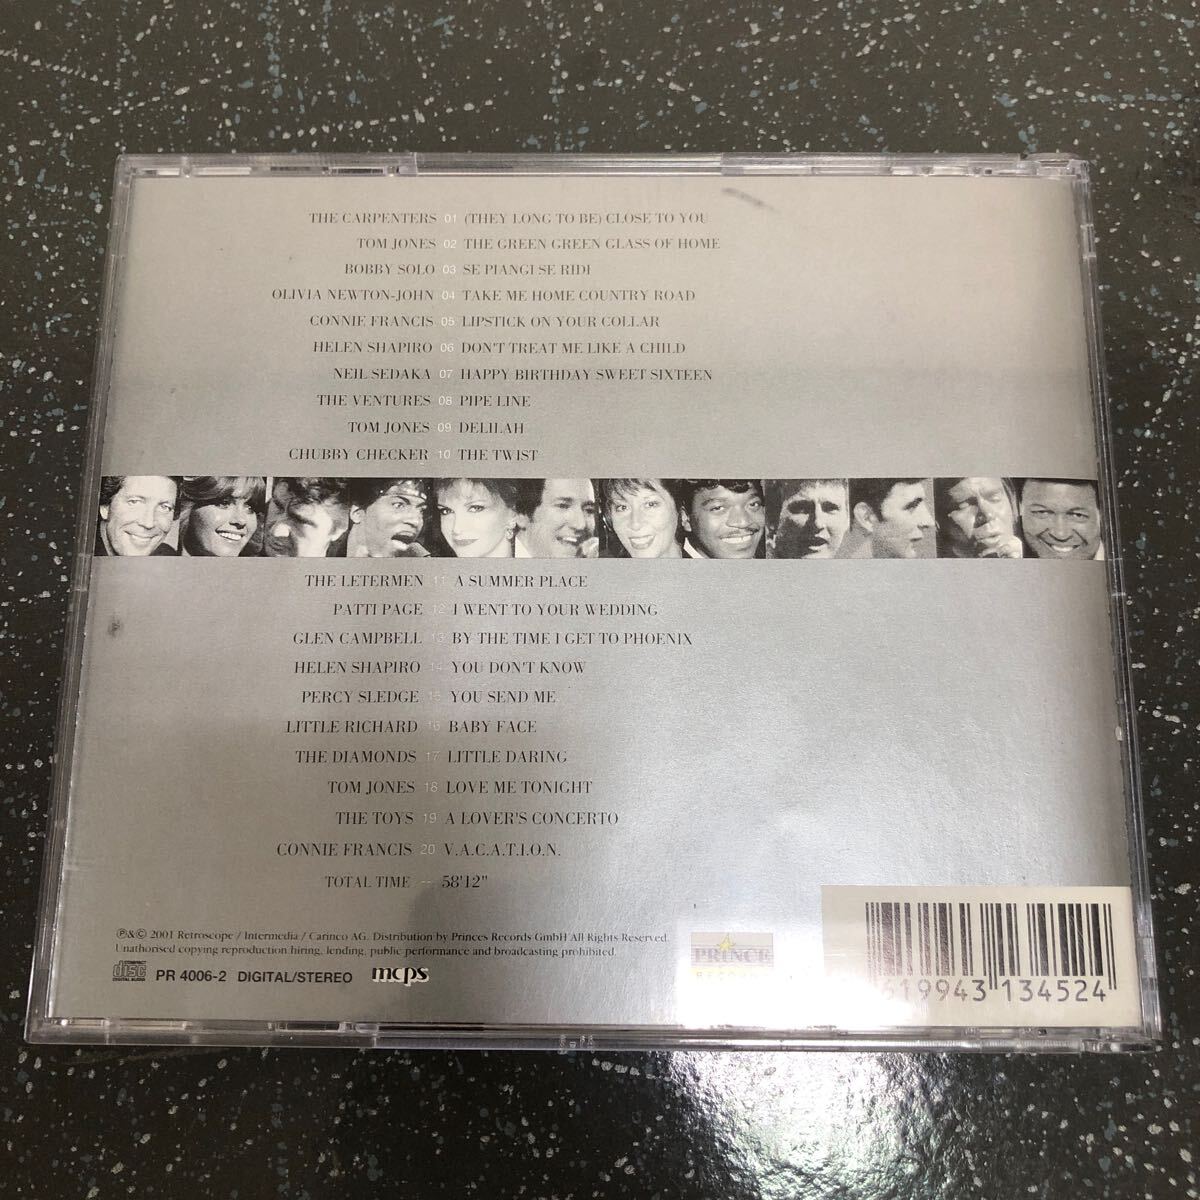 THE CARPENTERS 01 (THEY LONG TO BE) CLOSE TO YOU
TOM JONES 02 THE GREEN GREEN GLASS OF HOME
BOBBY SOLO 03 SE PIANGI SE RIDI
OLIVIA NEWTON-JOHN 04 TAKE ME HOME COUNTRY ROAD
CONNIE FRANCIS 05 LIPSTICK ON YOUR COLLAR
HELEN SHAPIRO 06 DON'T TREAT ME LIKE A CHILD
NEIL SEDAKA 07 HAPPY BIRTHDAY SWEET SIXTEEN
THE VENTURES 08 PIPE LINE
TOM JONES 09 DELILAH
CHUBBY CHECKER 10 THE TWIST
THE LETERMEN 11 A SUMMER PLACE
PATTI PAGE 12 I WENT TO YOUR WEDDING
GLEN CAMPBELL 13 BY THE TIME I GET TO PHOENIX
HELEN SHAPIRO 14 YOU DON'T KNOW
PERCY SLEDGE 15 YOU SEND ME
LITTLE RICHARD 16 BABY FACE
THE DIAMONDS 17 LITTLE DARING
TOM JONES 18 LOVE ME TONIGHT
THE TOYS 19 A LOVER'S CONCERTO
CONNIE FRANCIS 20 V.A.C.A.T.I.O.N.
TOTAL TIME -- 58'12"
℗&© 2001 Retroscope / Intermedia / Carinco AG. Distribution by Princes Records GmbH All Rights Reserved.
Unauthorised copying reproduction hiring, lending, public performance and broadcasting prohibited.
COMPACT disc DIGITAL AUDIO PR 4006-2 DIGITAL/STEREO mcps
PRINCE
RECORDS
619943 134524